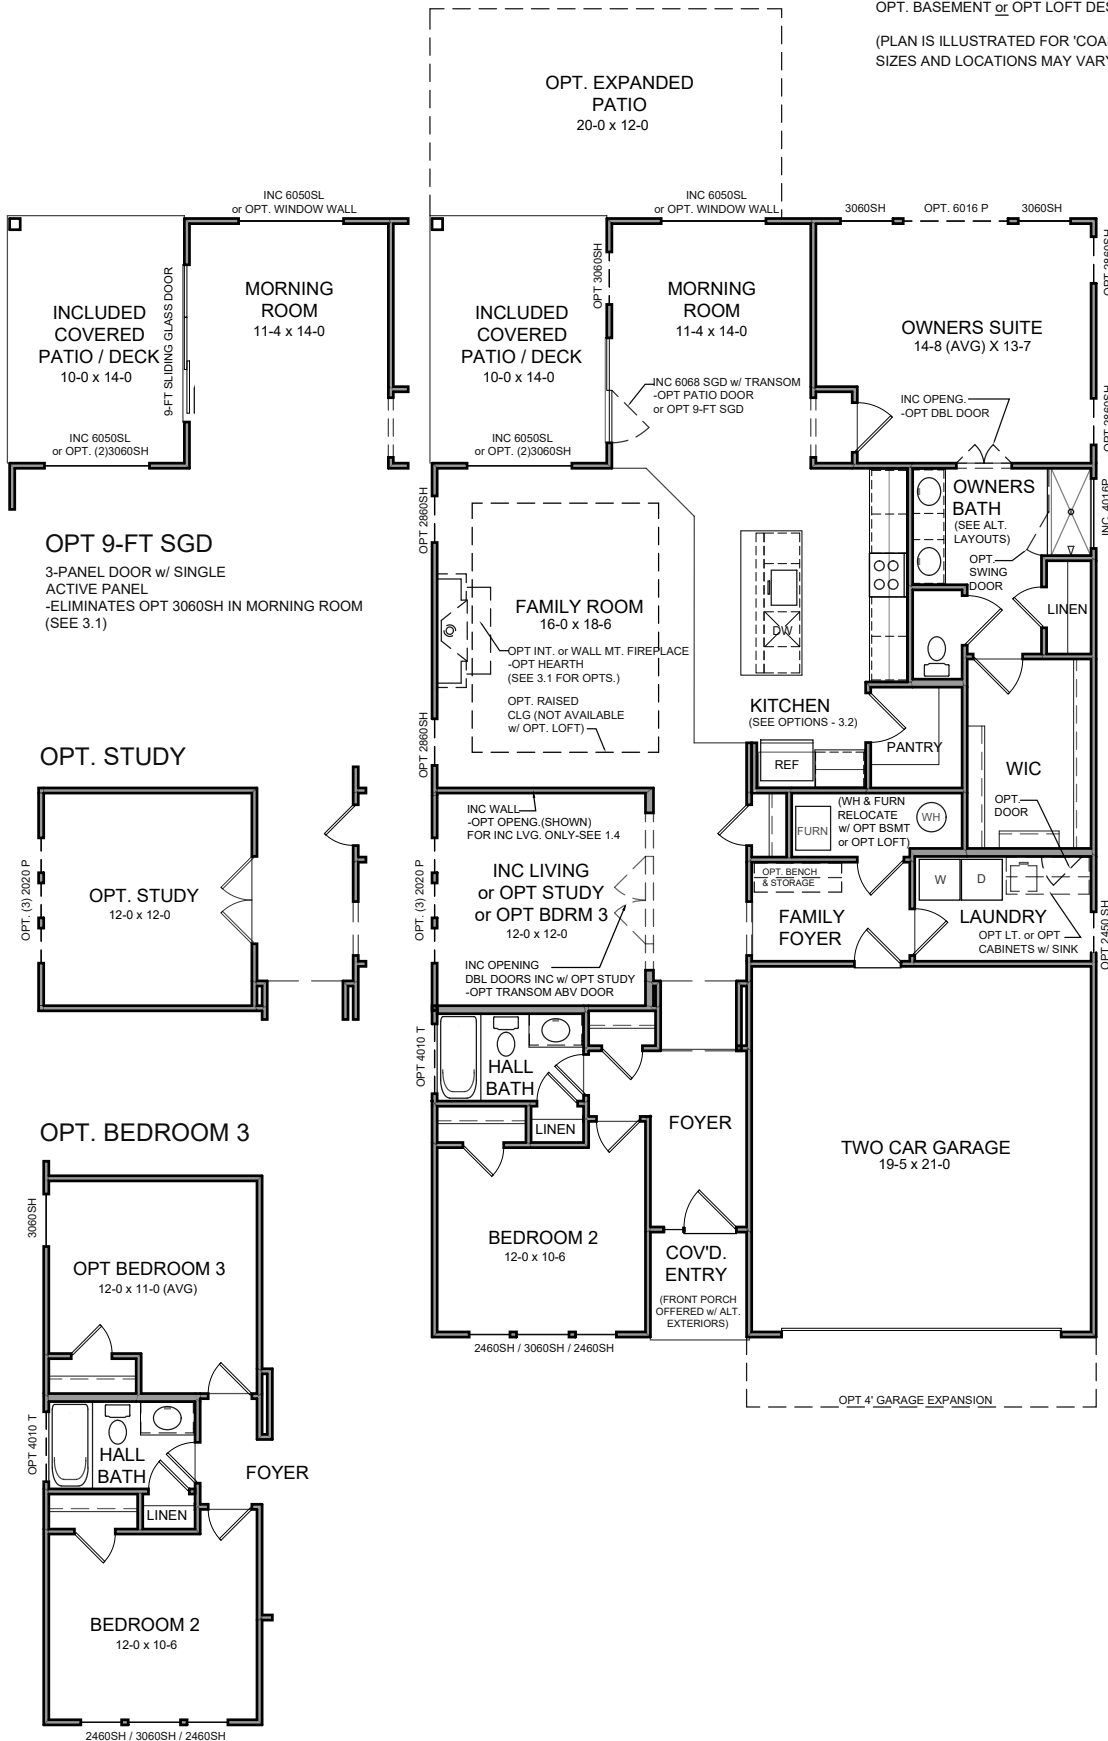 OPT. BASEMENT or OPT LOFT
(PLAN IS ILLUSTRATED FOR
SIZES AND LOCATIONS MAY
OPT. EXPANDED
PATIO
20-0 x 12-0
INC 6050SL
or OPT. WINDOW WALL
INCLUDED
COVERED
PATIO / DECK
10-0 x 14-0
9-FT SLIDING GLASS DOOR
MORNING
ROOM
11-4 x 14-0
INC 6050SL
or OPT. (2)3060SH
OPT 9-FT SGD
3-PANEL DOOR w/ SINGLE
ACTIVE PANEL
-ELIMINATES OPT 3060SH IN MORNING ROOM
(SEE 3.1)
INC 6050SL
or OPT. WINDOW WALL
3060SH
OPT. 6016 P
3060SH
INCLUDED
COVERED
PATIO / DECK
10-0 x 14-0
OPT 3060SH
MORNING
ROOM
11-4 x 14-0
OWNERS SUITE
14-8 (AVG) X 13-7
OPT 2860SH
INC 6068 SGD w/ TRANSOM
-OPT PATIO DOOR
or OPT 9-FT SGD
INC OPENG.
-OPT DBL DOOR
OPT 2860SH
INC 6050SL
or OPT. (2)3060SH
OPT 2860SH
OWNERS
BATH
(SEE ALT.
LAYOUTS)
OPT.
SWING
DOOR
INC. 4016P
LINEN
FAMILY ROOM
16-0 x 18-6
OPT INT. or WALL MT. FIREPLACE
-OPT HEARTH
(SEE 3.1 FOR OPTS.)
OPT. RAISED
CLG (NOT AVAILABLE
w/ OPT. LOFT)
OPT 2860SH
DW
KITCHEN
(SEE OPTIONS - 3.2)
REF
PANTRY
WIC
OPT.
DOOR
OPT. STUDY
OPT. STUDY
12-0 x 12-0
OPT. (3) 2020 P
INC WALL
-OPT OPENG.(SHOWN)
FOR INC LVG. ONLY-SEE 1.4
INC LIVING
or OPT STUDY
or OPT BDRM 3
12-0 x 12-0
INC OPENING
DBL DOORS INC w/ OPT STUDY
-OPT TRANSOM ABV DOOR
OPT. (3) 2020 P
FURN
(WH & FURN
RELOCATE
w/ OPT BSMT
or OPT LOFT)
WH
OPT. BENCH
& STORAGE
FAMILY
FOYER
W
D
LAUNDRY
OPT LT. or OPT
CABINETS w/ SINK
OPT 2450 SH
OPT 4010 T
HALL
BATH
LINEN
FOYER
TWO CAR GARAGE
19-5 x 21-0
BEDROOM 2
12-0 x 10-6
COV'D.
ENTRY
(FRONT PORCH
OFFERED w/ ALT.
EXTERIORS)
2460SH / 3060SH / 2460SH
OPT 4' GARAGE EXPANSION
OPT. BEDROOM 3
3060SH
OPT BEDROOM 3
12-0 x 11-0 (AVG)
OPT 4010 T
HALL
BATH
LINEN
FOYER
BEDROOM 2
12-0 x 10-6
2460SH / 3060SH / 2460SH